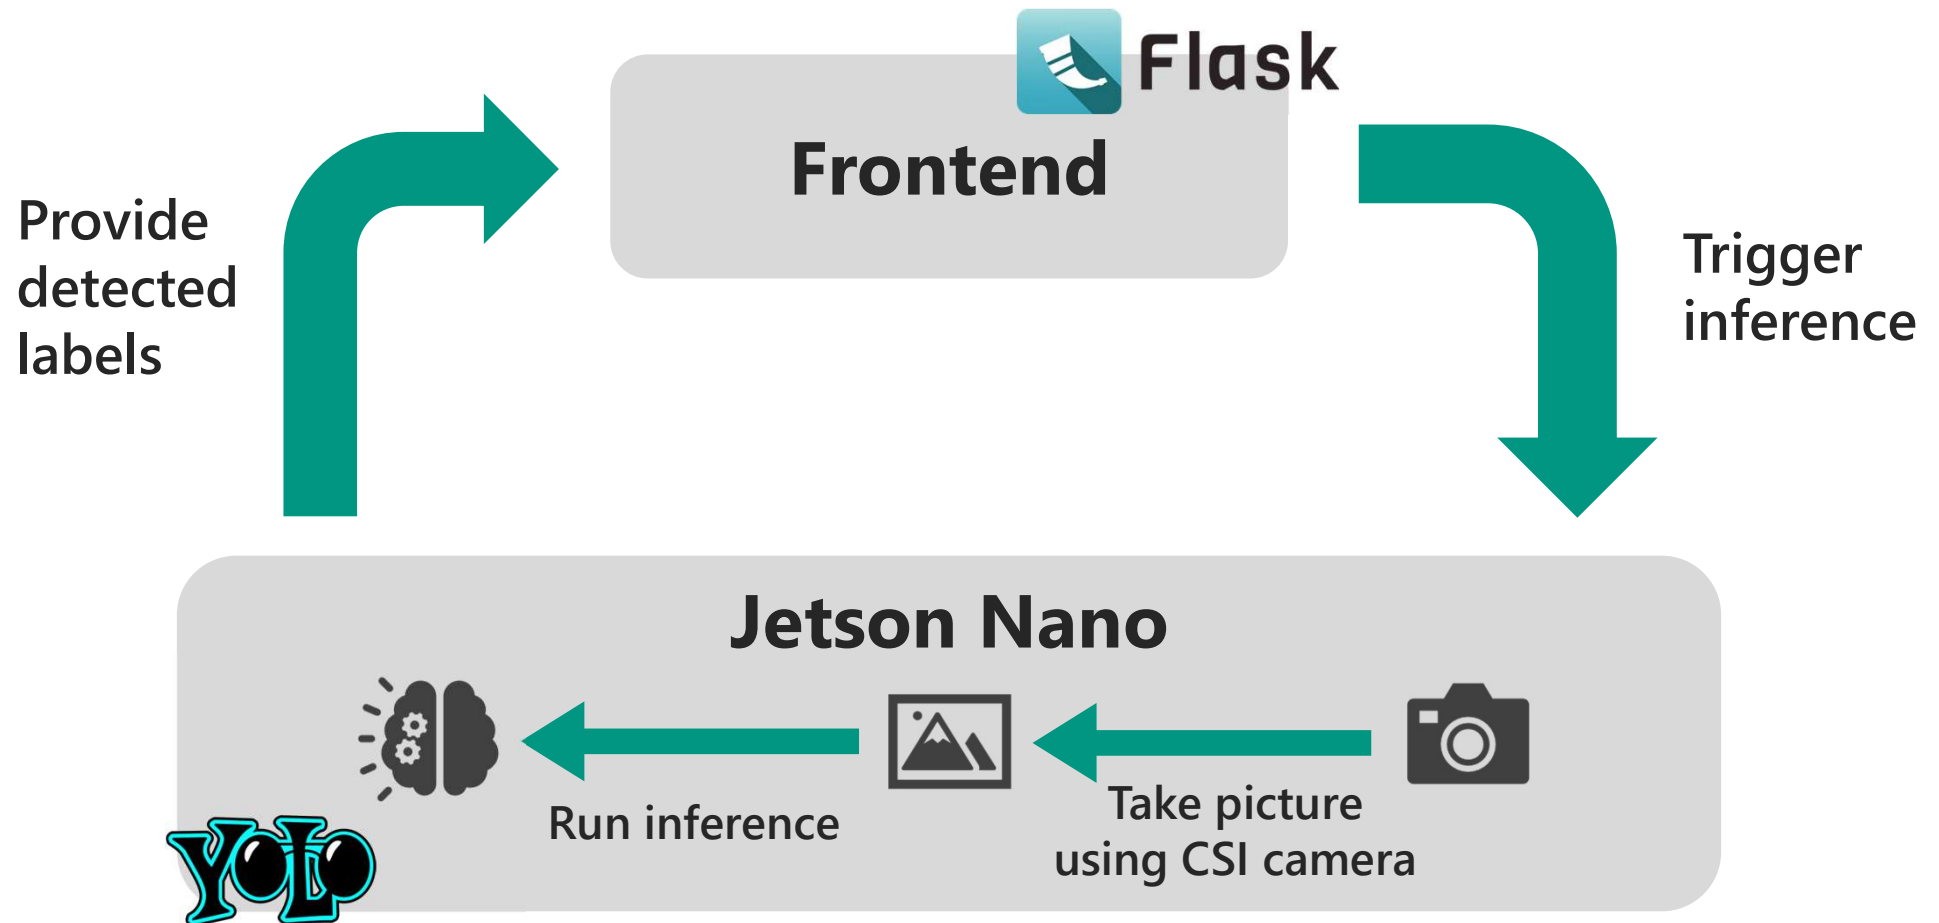 Flask
Frontend
Provide
detected
labels
Trigger
inference
Jetson Nano
Run inference
Take picture
using CSI camera
YOLO